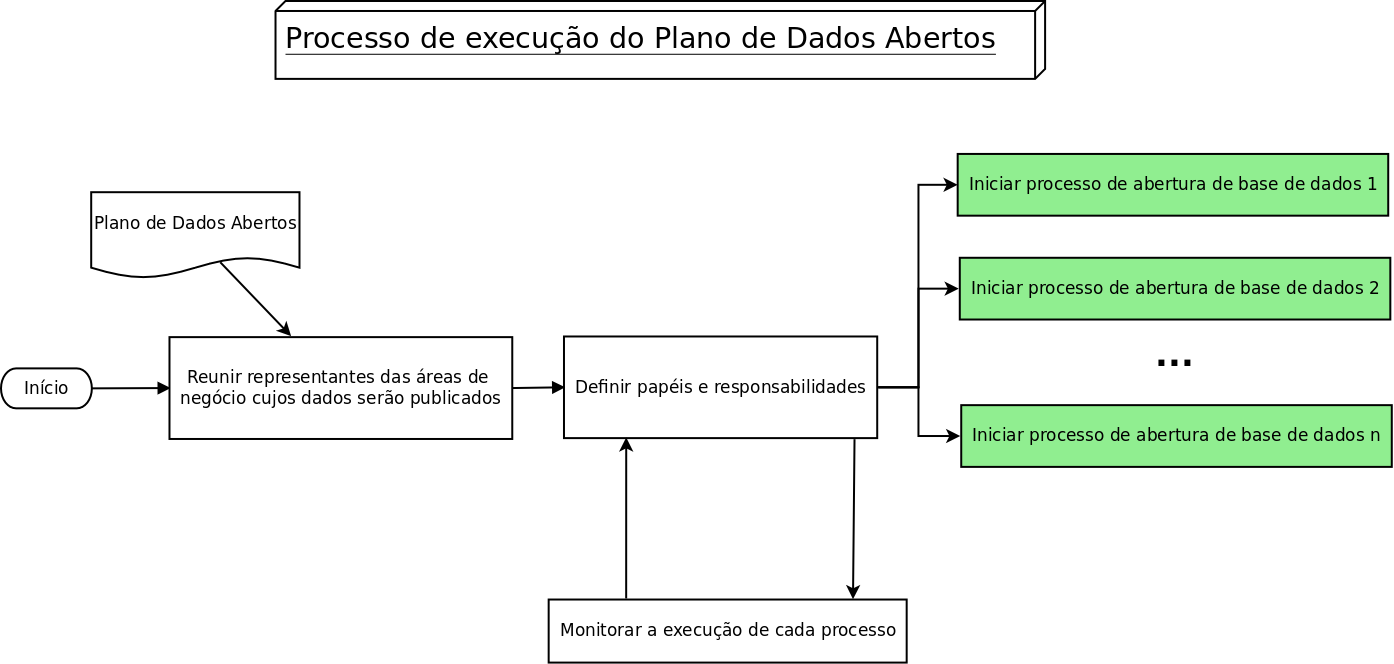 Processo de execução do Plano de Dados Abertos
Plano de Dados Abertos
Início
Reunir representantes das áreas de
negócio cujos dados serão publicados
Definir papéis e responsabilidades
Iniciar processo de abertura de base de dados 1
Iniciar processo de abertura de base de dados 2
...
Iniciar processo de abertura de base de dados n
Monitorar a execução de cada processo